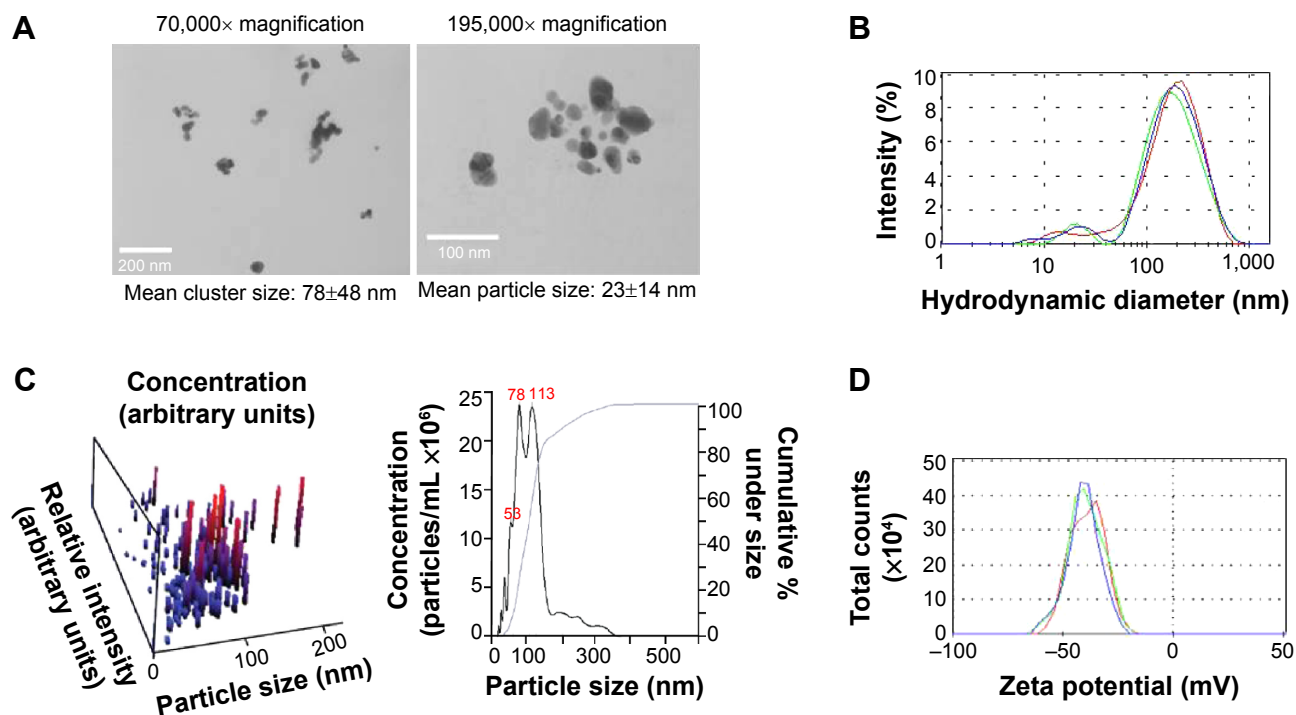 A
70,000× magnification
195,000× magnification
200 nm
100 nm
Mean cluster size: 78±48 nm
Mean particle size: 23±14 nm
B
Intensity (%)
10
8
6
4
2
0
1
10
100
1,000
Hydrodynamic diameter (nm)
C
Concentration
(arbitrary units)
Relative intensity
(arbitrary units)
0
100
200
Particle size (nm)
Concentration
(particles/mL ×10⁶)
25
20
15
10
5
0
78
113
53
100
80
60
40
20
0
Cumulative %
under size
0
100
300
500
Particle size (nm)
D
Total counts
(×10⁴)
50
40
30
20
10
0
–100
–50
0
50
Zeta potential (mV)